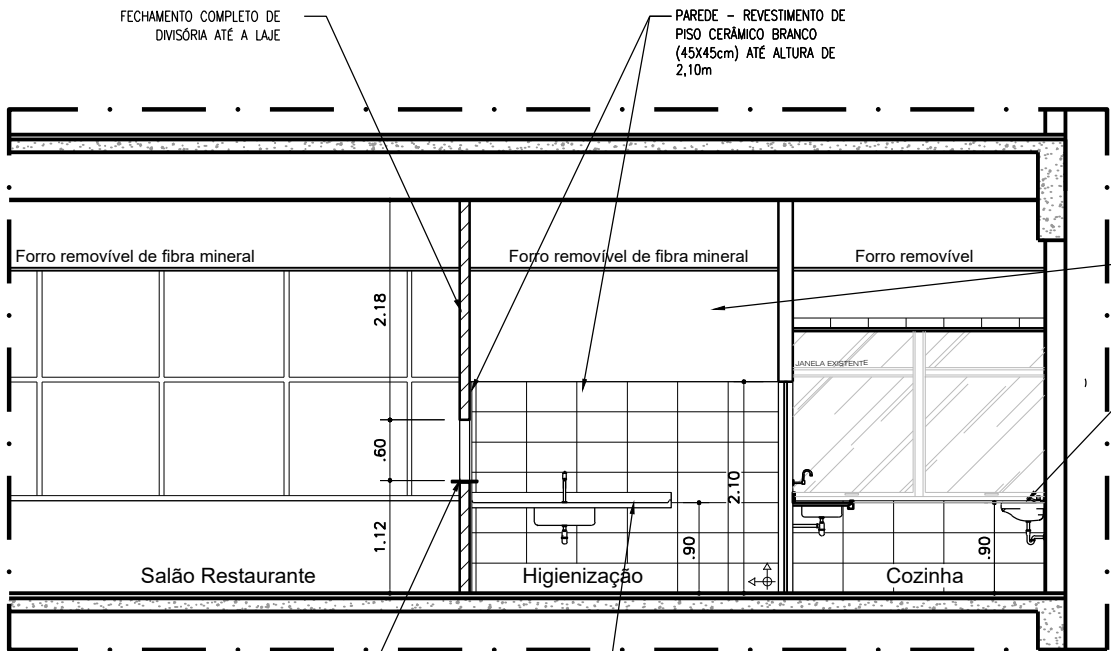 FECHAMENTO COMPLETO DE
DIVISÓRIA ATÉ A LAJE
PAREDE - REVESTIMENTO DE
PISO CERÂMICO BRANCO
(45X45cm) ATÉ ALTURA DE
2,10m
Forro removível de fibra mineral
Forro removível de fibra mineral
Forro removível
2.18
JANELA EXISTENTE
.60
2.10
1.12
.90
.90
Salão Restaurante
Higienização
Cozinha